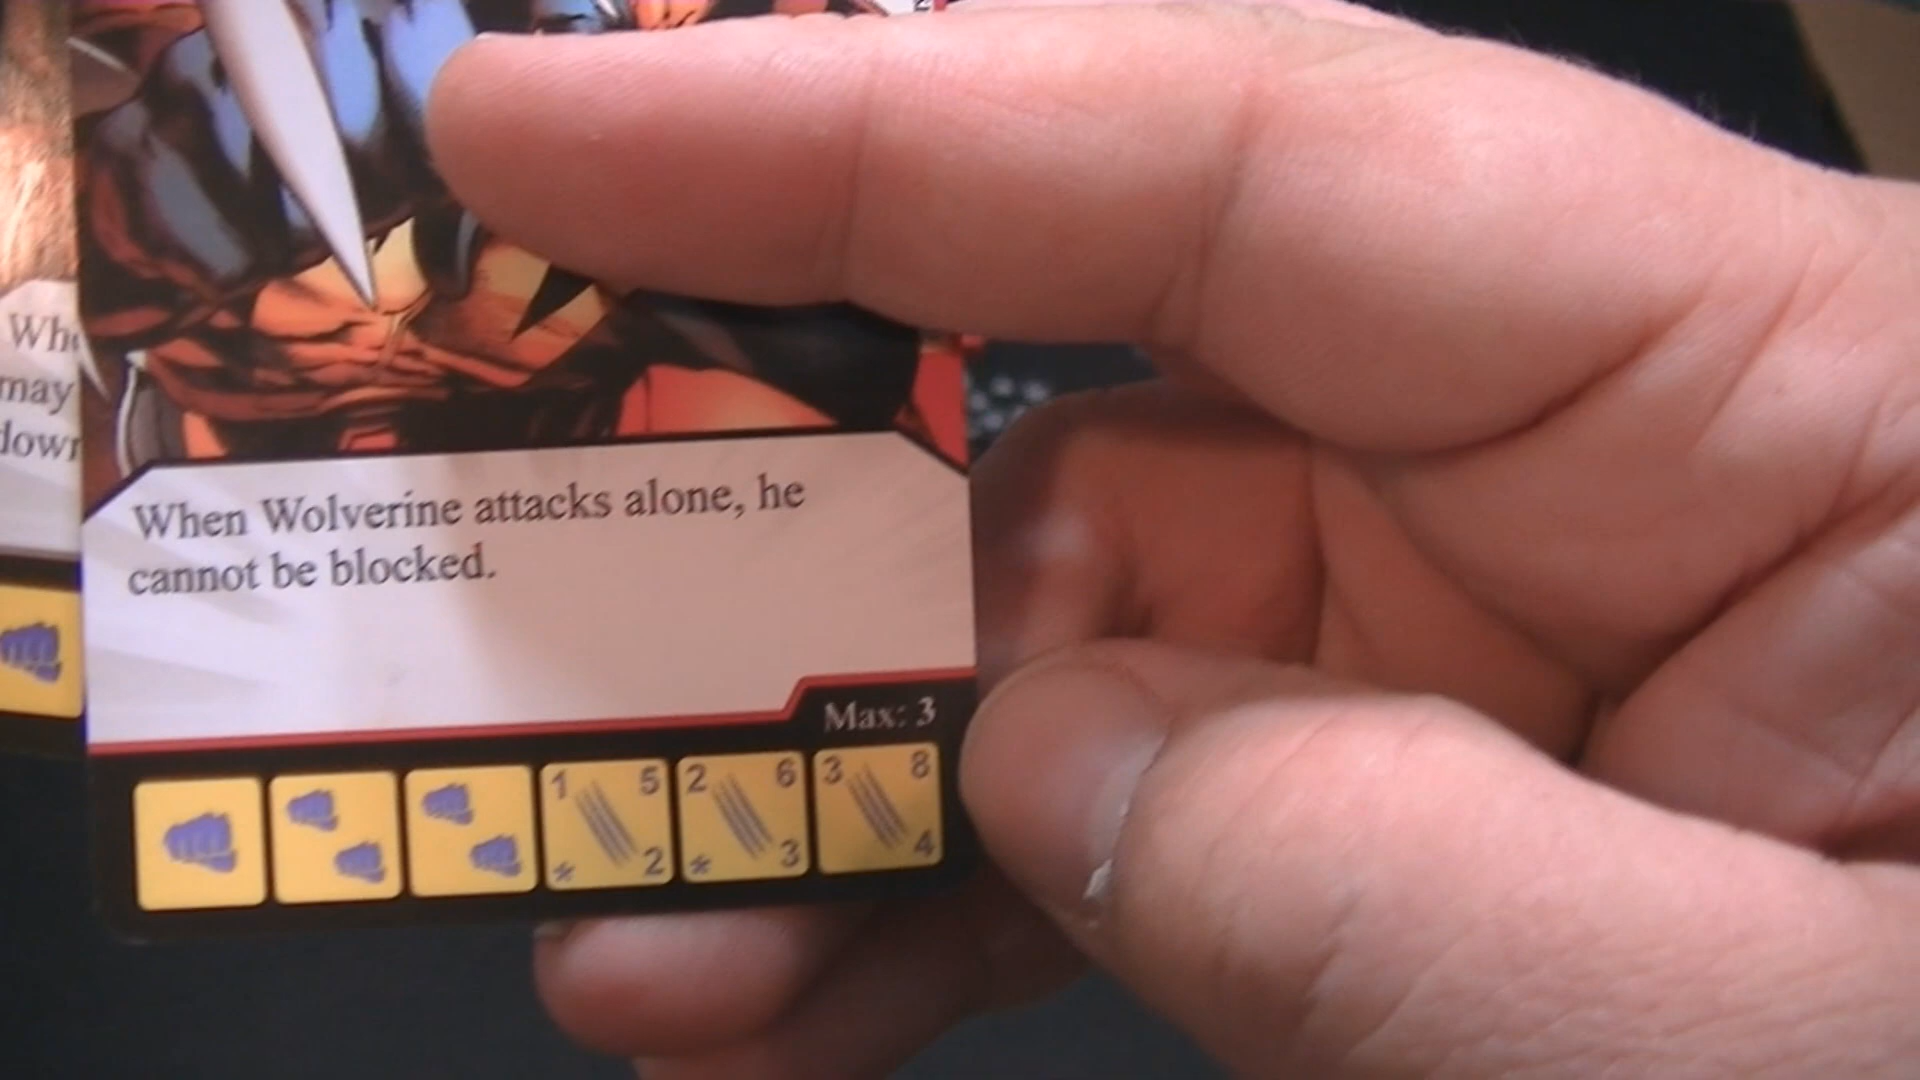 may
When Wolverine attacks alone, he
cannot be blocked.
Max: 3
1 5
* 2
2 6
* 3
3 8
4